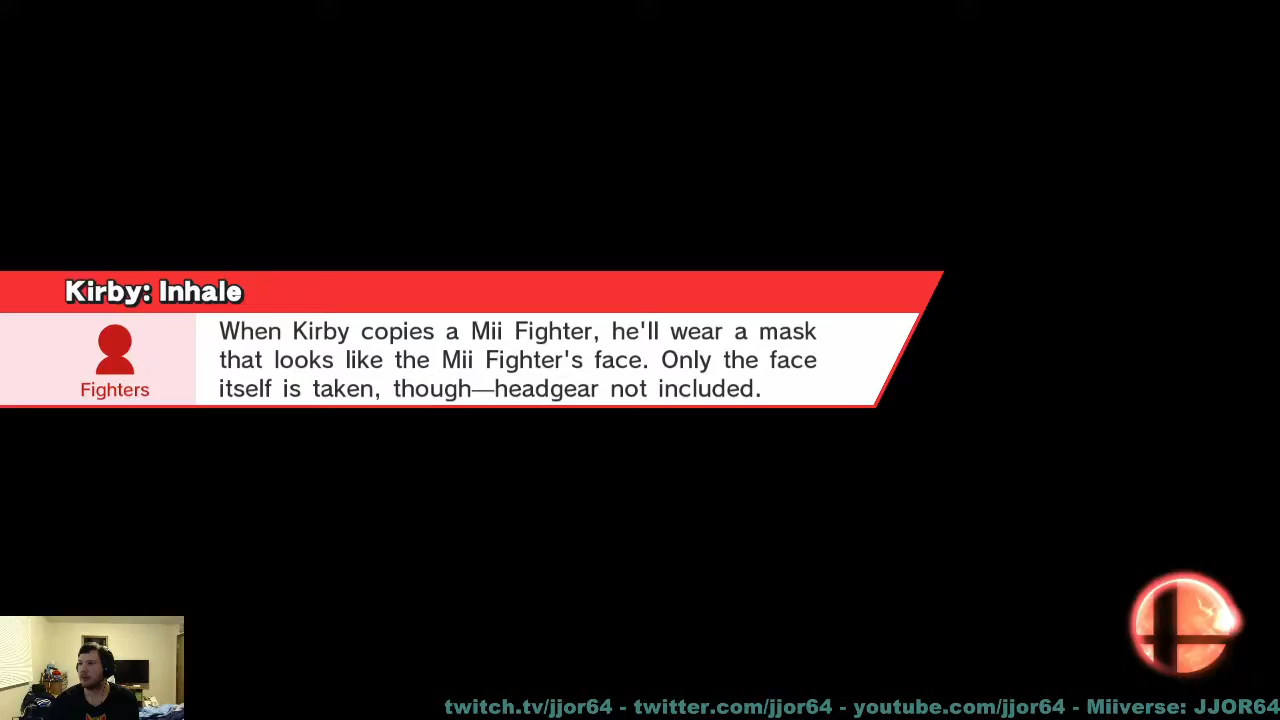 Kirby: Inhale
When Kirby copies a Mii Fighter, he'll wear a mask
that looks like the Mii Fighter's face. Only the face
itself is taken, though—headgear not included.
Fighters
twitch.tv/jjor64 - twitter.com/jjor64 - youtube.com/jjor64 - Miiverse: JJOR64